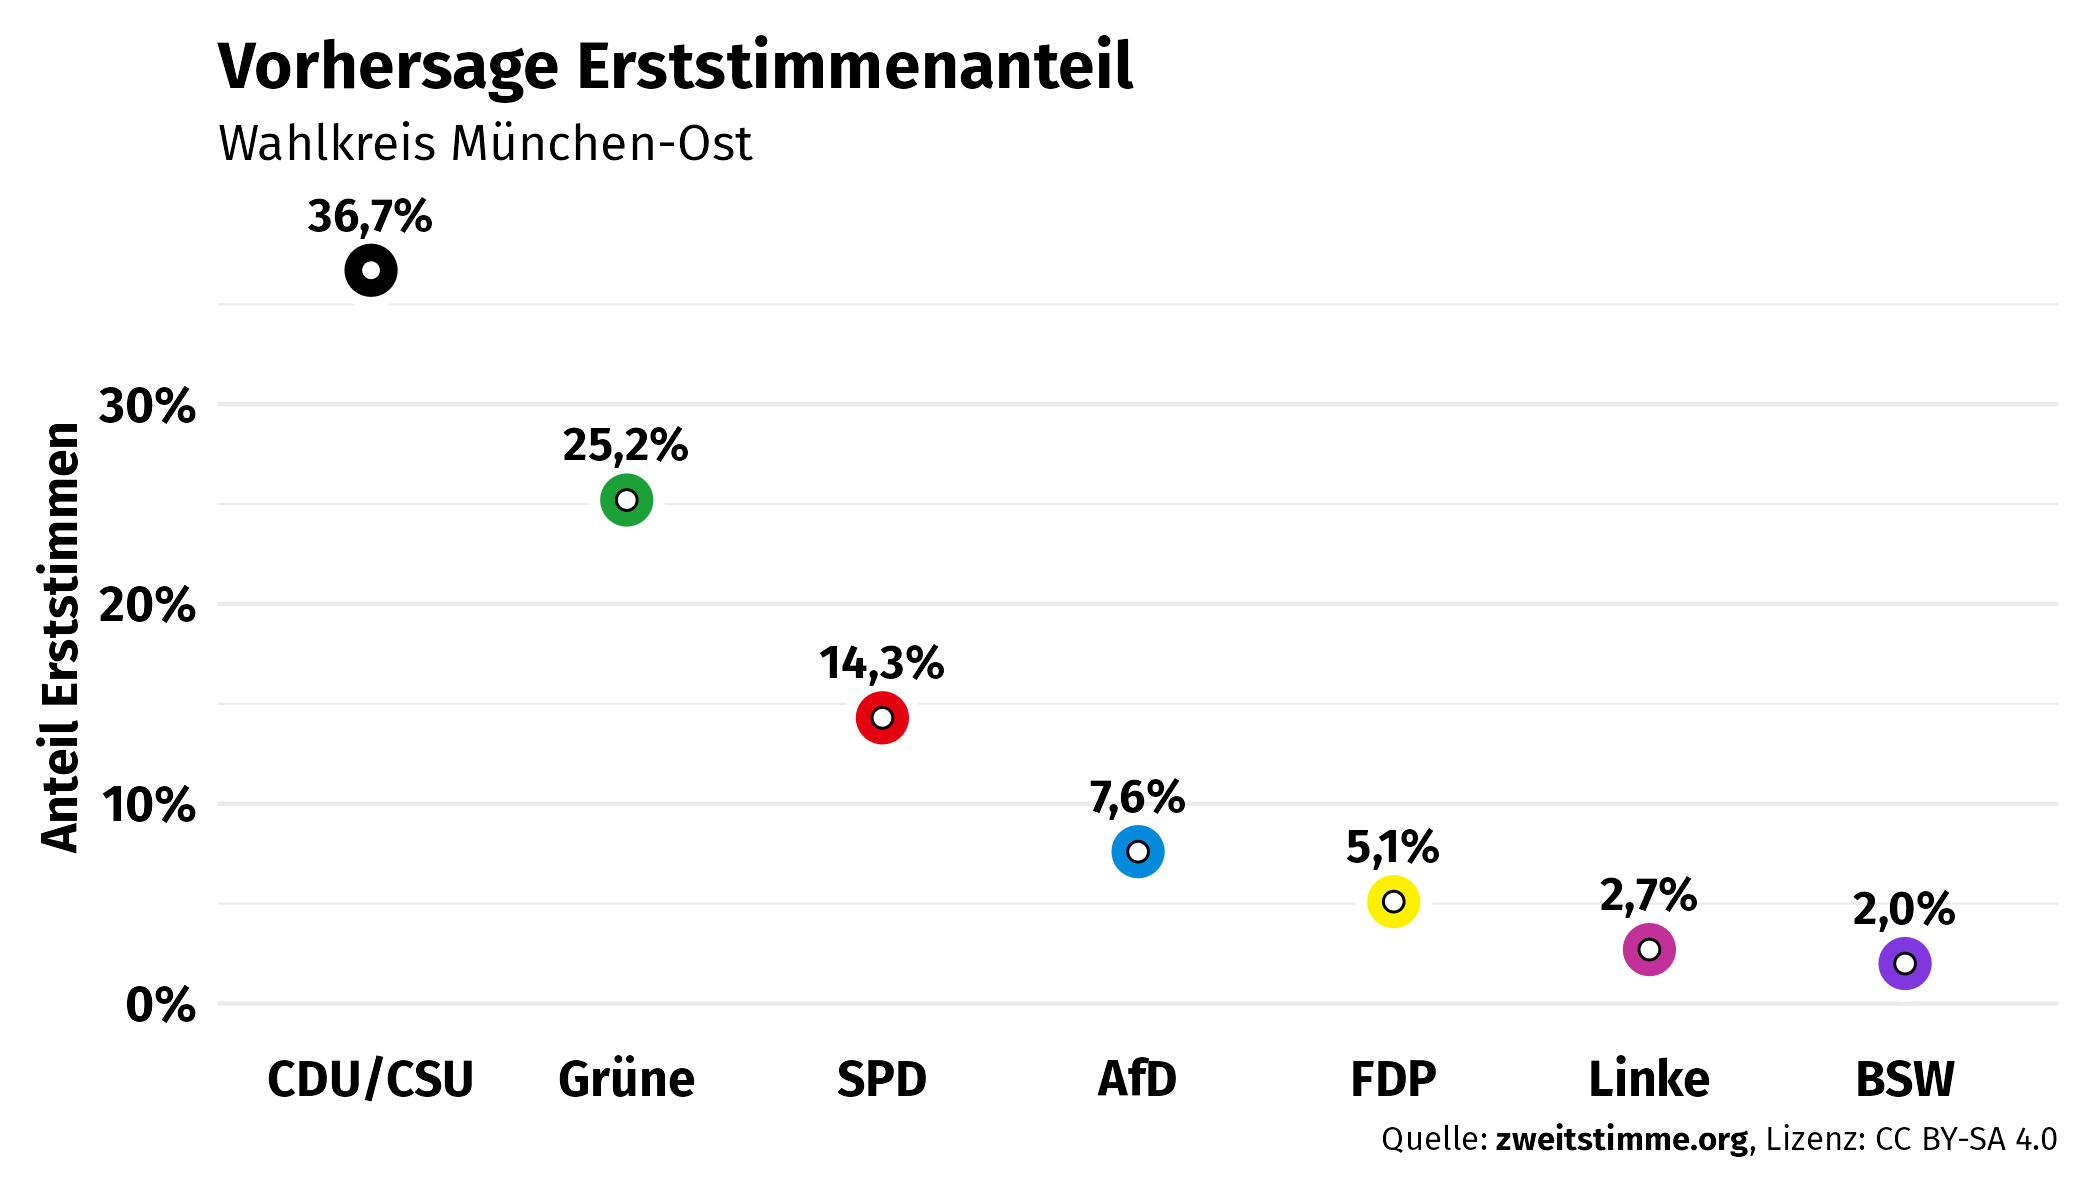 Vorhersage Erststimmenanteil
Wahlkreis München-Ost
36,7%
30%
25,2%
20%
14,3%
10%
7,6%
5,1%
2,7%
2,0%
0%
Anteil Erststimmen
CDU/CSU Grüne SPD AfD FDP Linke BSW
Quelle: zweitstimme.org, Lizenz: CC BY-SA 4.0